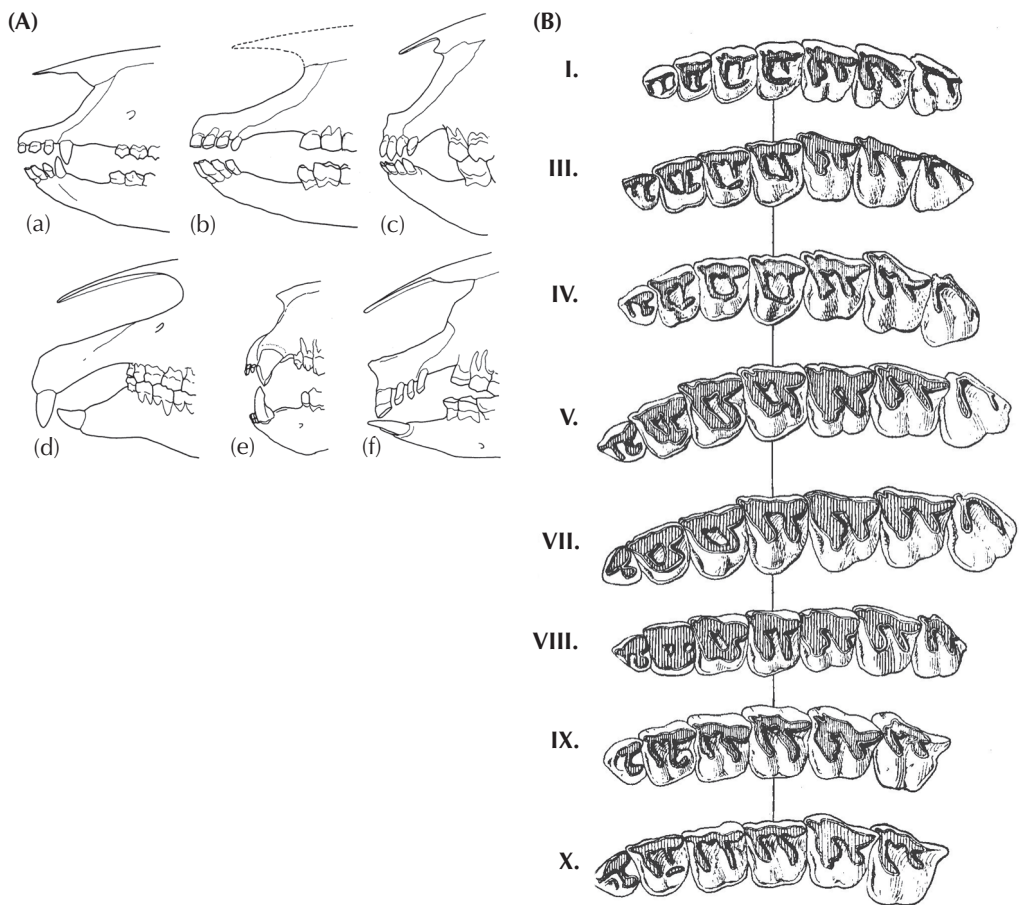 (A)
(a)
(b)
(c)
(d)
(e)
(f)
(B)
I.
III.
IV.
V.
VII.
VIII.
IX.
X.